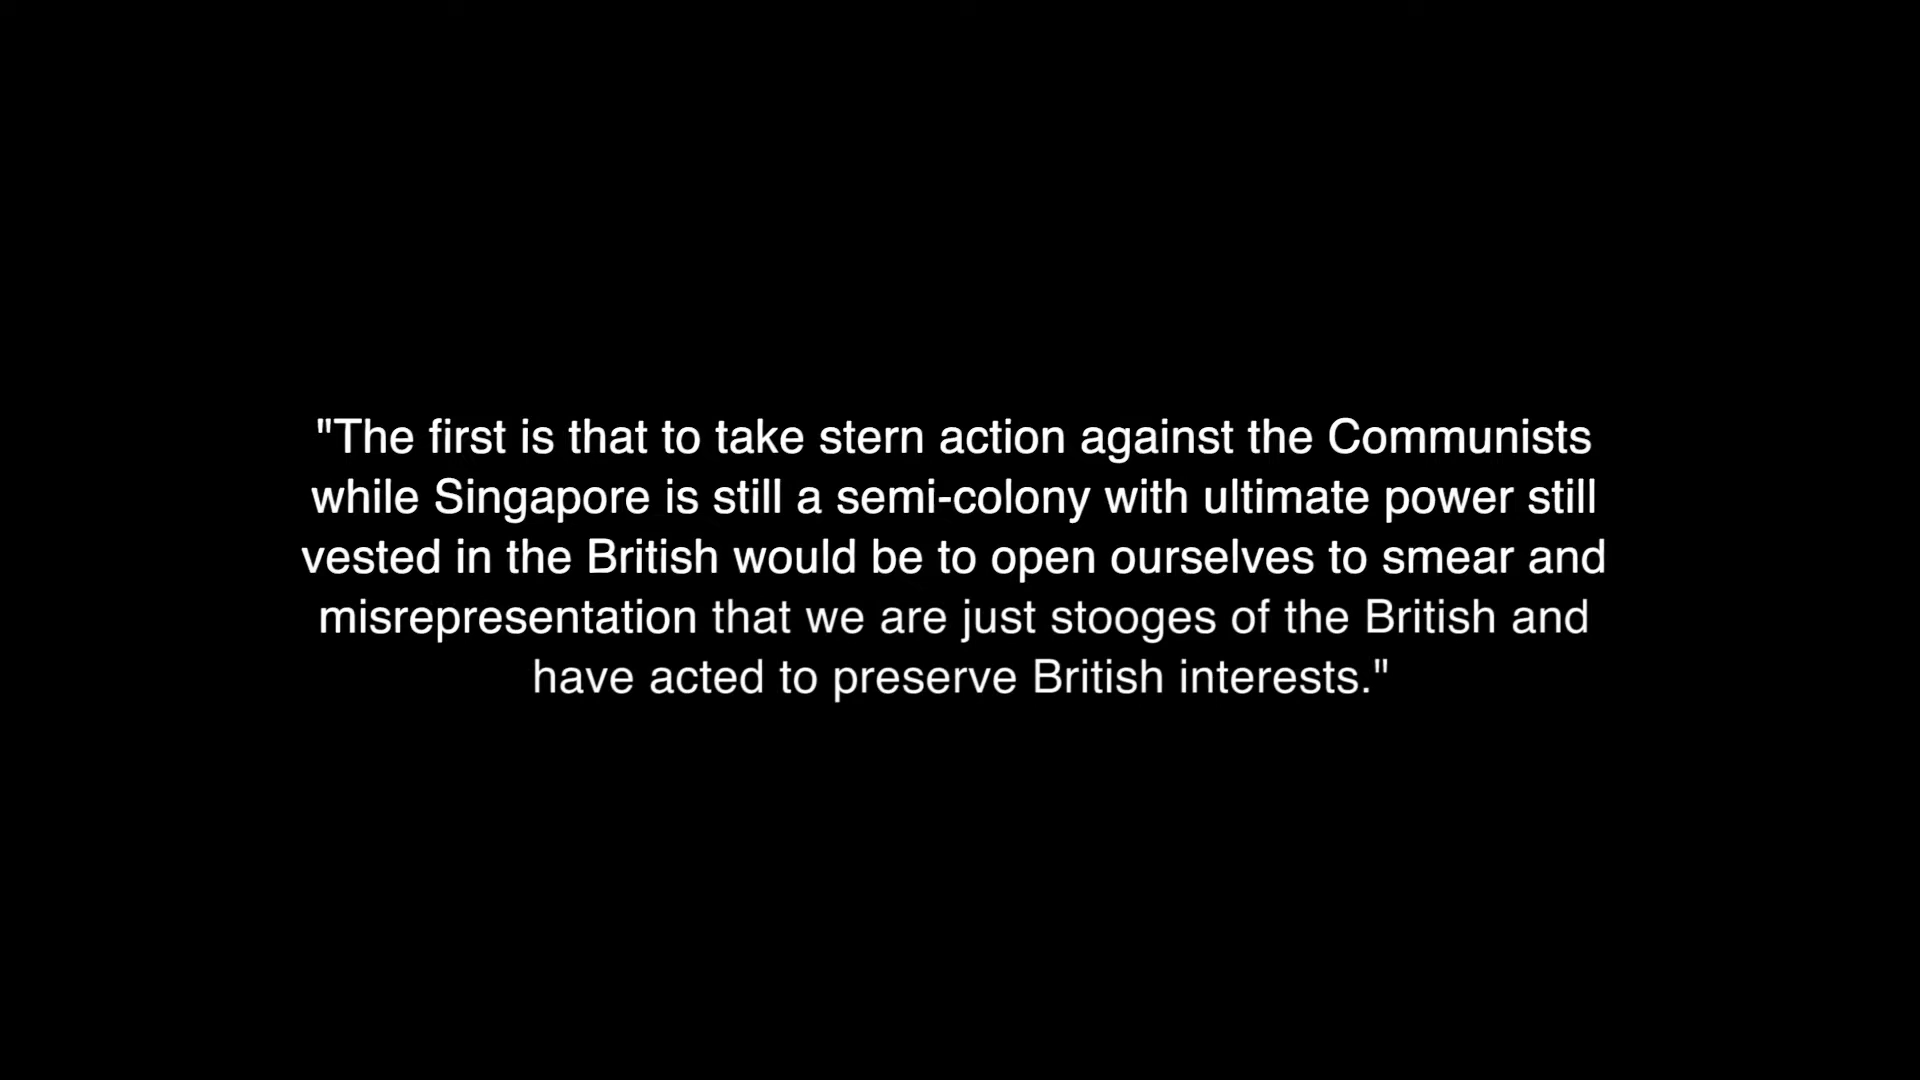 "The first is that to take stern action against the Communists
while Singapore is still a semi-colony with ultimate power still
vested in the British would be to open ourselves to smear and
misrepresentation that we are just stooges of the British and
have acted to preserve British interests."